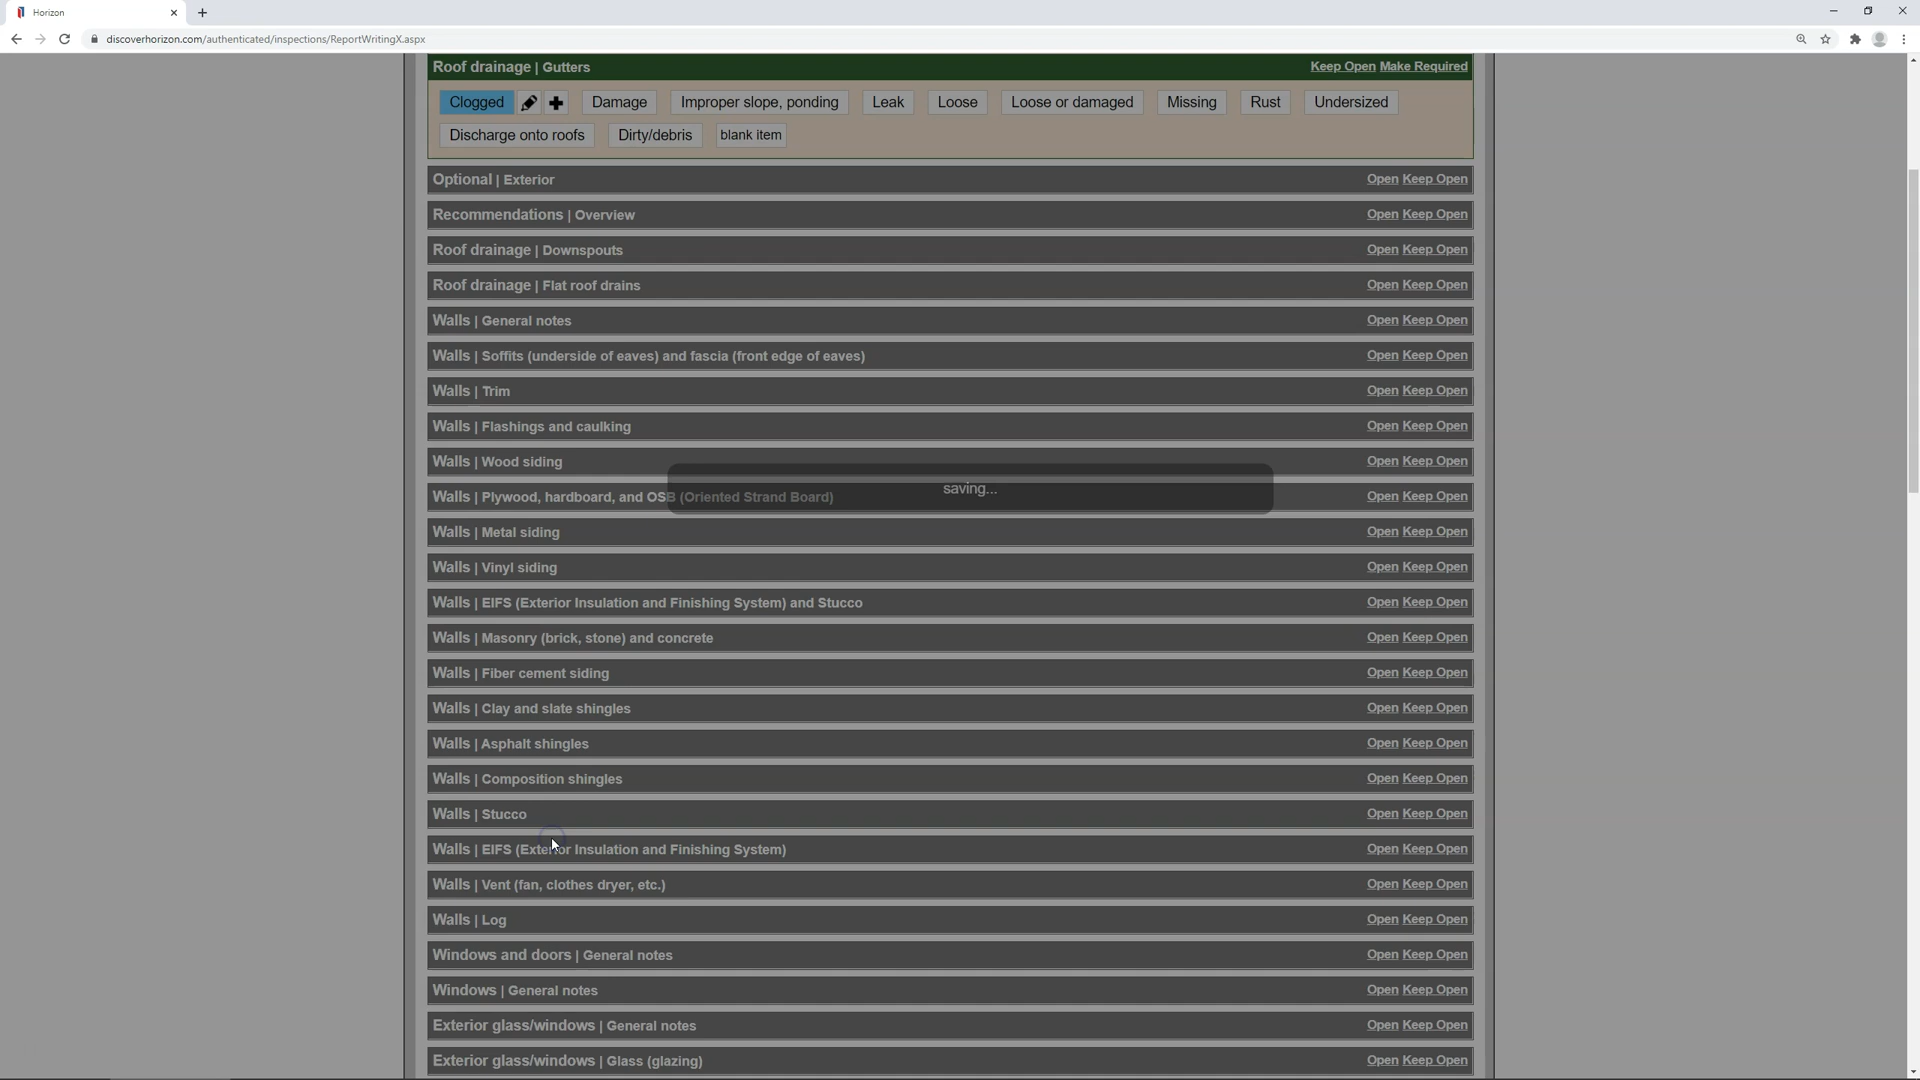 Horizon
discoverhorizon.com/authenticated/inspections/ReportWritingX.aspx
Roof drainage | Gutters Keep Open Make Required
Clogged Damage Improper slope, ponding Leak Loose Loose or damaged Missing Rust Undersized
Discharge onto roofs Dirty/debris blank item
Optional | Exterior Open Keep Open
Recommendations | Overview Open Keep Open
Roof drainage | Downspouts Open Keep Open
Roof drainage | Flat roof drains Open Keep Open
Walls | General notes Open Keep Open
Walls | Soffits (underside of eaves) and fascia (front edge of eaves) Open Keep Open
Walls | Trim Open Keep Open
Walls | Flashings and caulking Open Keep Open
Walls | Wood siding Open Keep Open
saving...
Walls | Plywood, hardboard, and OSB (Oriented Strand Board) Open Keep Open
Walls | Metal siding Open Keep Open
Walls | Vinyl siding Open Keep Open
Walls | EIFS (Exterior Insulation and Finishing System) and Stucco Open Keep Open
Walls | Masonry (brick, stone) and concrete Open Keep Open
Walls | Fiber cement siding Open Keep Open
Walls | Clay and slate shingles Open Keep Open
Walls | Asphalt shingles Open Keep Open
Walls | Composition shingles Open Keep Open
Walls | Stucco Open Keep Open
Walls | EIFS (Exterior Insulation and Finishing System) Open Keep Open
Walls | Vent (fan, clothes dryer, etc.) Open Keep Open
Walls | Log Open Keep Open
Windows and doors | General notes Open Keep Open
Windows | General notes Open Keep Open
Exterior glass/windows | General notes Open Keep Open
Exterior glass/windows | Glass (glazing) Open Keep Open